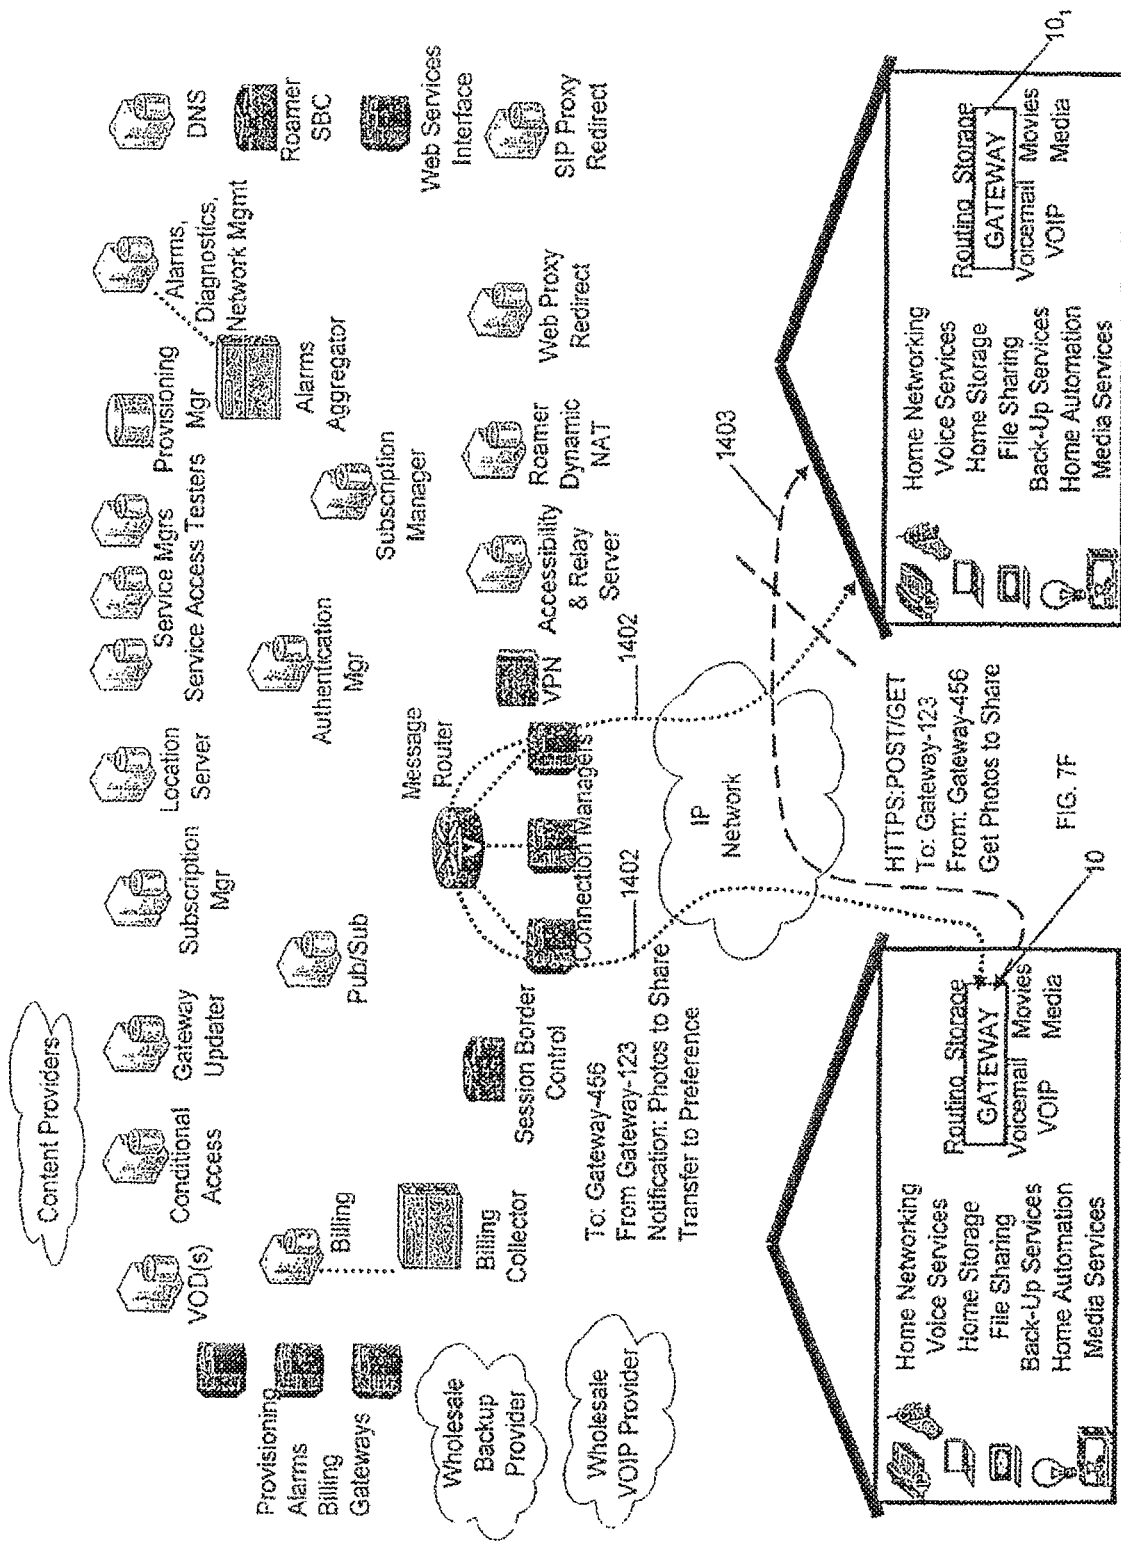 Content Providers
VOD(s)
Conditional
Access
Gateway
Updater
Subscription
Mgr
Location
Server
Service Mgrs
Service Access Testers
Provisioning
Mgr
Alarms,
Diagnostics,
Network Mgmt
DNS
Roamer
SBC
Web Services
Interface
SIP Proxy
Redirect
Alarms
Aggregator
Provisioning
Alarms
Billing
Gateways
Billing
Billing
Collector
Pub/Sub
Authentication
Mgr
Subscription
Manager
Wholesale
Backup
Provider
Wholesale
VOIP Provider
Session Border
Control
Message
Router
Connection Managers
VPN
Accessibility
& Relay
Server
Roamer
Dynamic
NAT
Web Proxy
Redirect
To: Gateway-456
From Gateway-123
Notification: Photos to Share
Transfer to Preference
1402
1402
1403
IP
Network
HTTPS:POST/GET
To: Gateway-123
From: Gateway-456
Get Photos to Share
Home Networking
Voice Services
Home Storage
File Sharing
Back-Up Services
Home Automation
Media Services
Routing Storage
GATEWAY
Voicemail Movies
VOIP Media
10
Home Networking
Voice Services
Home Storage
File Sharing
Back-Up Services
Home Automation
Media Services
Routing Storage
GATEWAY
Voicemail Movies
VOIP Media
10₁
FIG. 7F